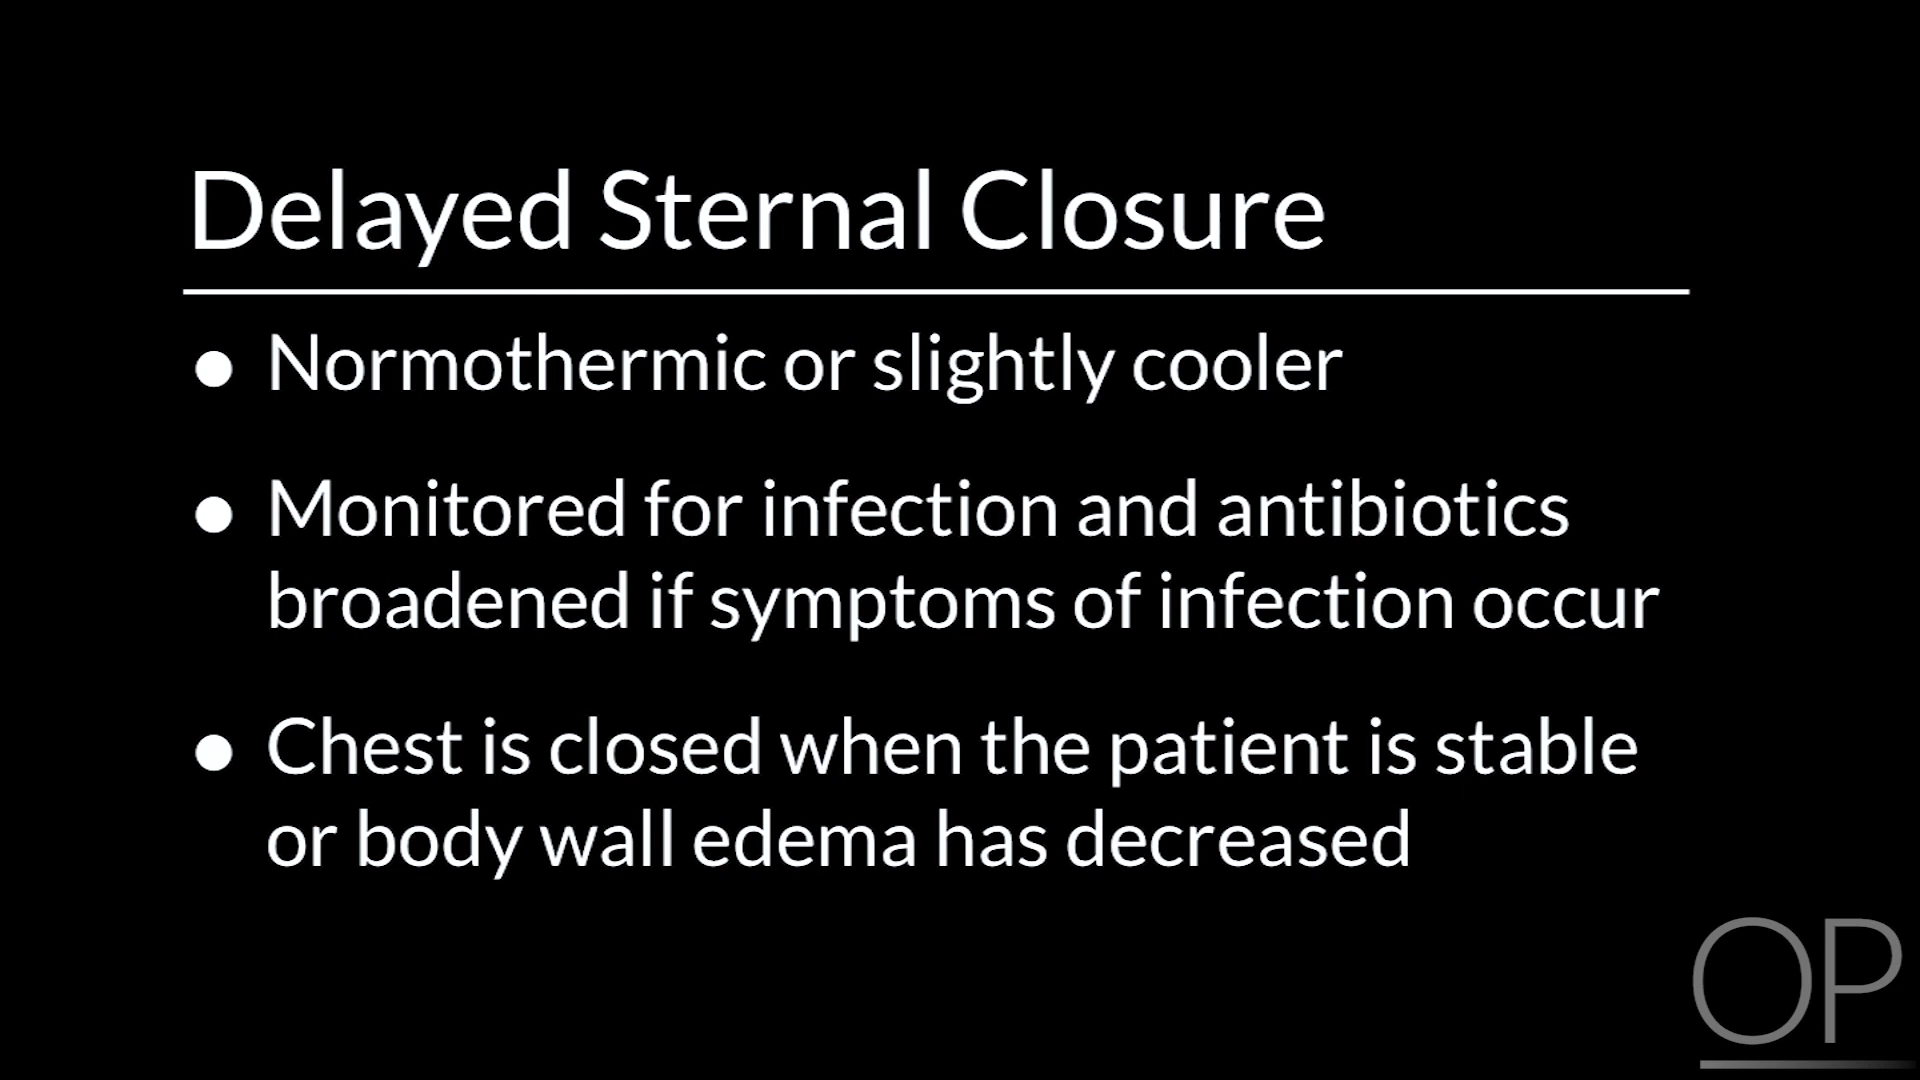 Delayed Sternal Closure
● Normothermic or slightly cooler
● Monitored for infection and antibiotics
broadened if symptoms of infection occur
● Chest is closed when the patient is stable
or body wall edema has decreased
OP